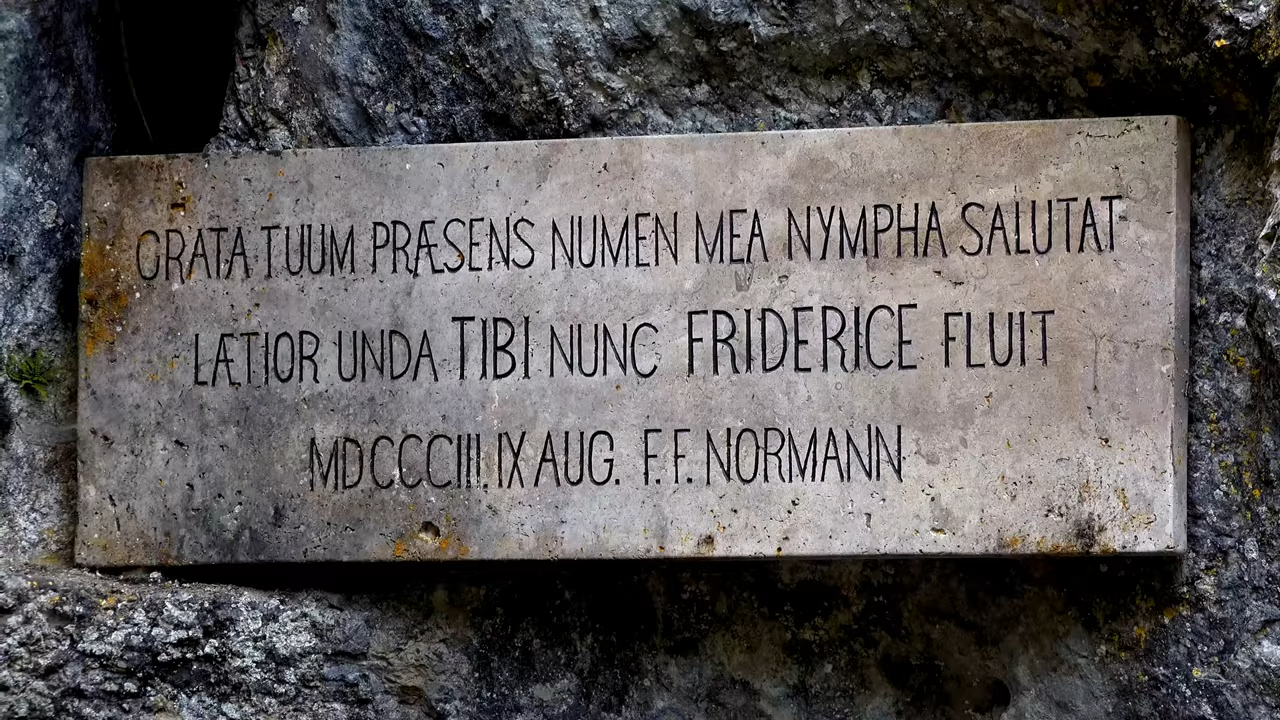 GRATA TUUM PRÆSENS NUMEN MEA NYMPHA SALUTAT
LÆTIOR UNDA TIBI NUNC FRIDERICE FLUIT
MDCCCIII. IX AUG. F. F. NORMANN